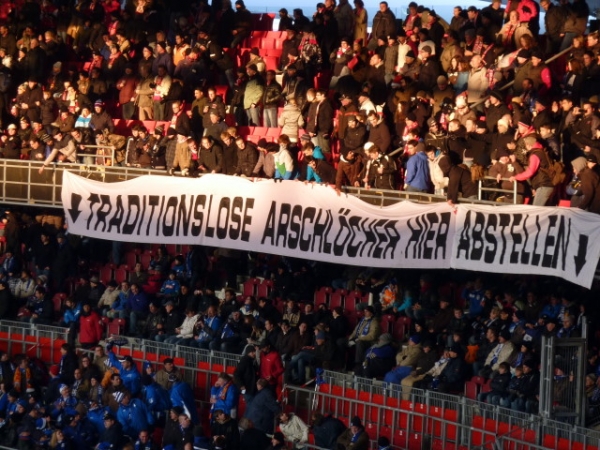 ↓ TRADITIONSLOSE ARSCHLÖCHER HIER ABSTELLEN ↓